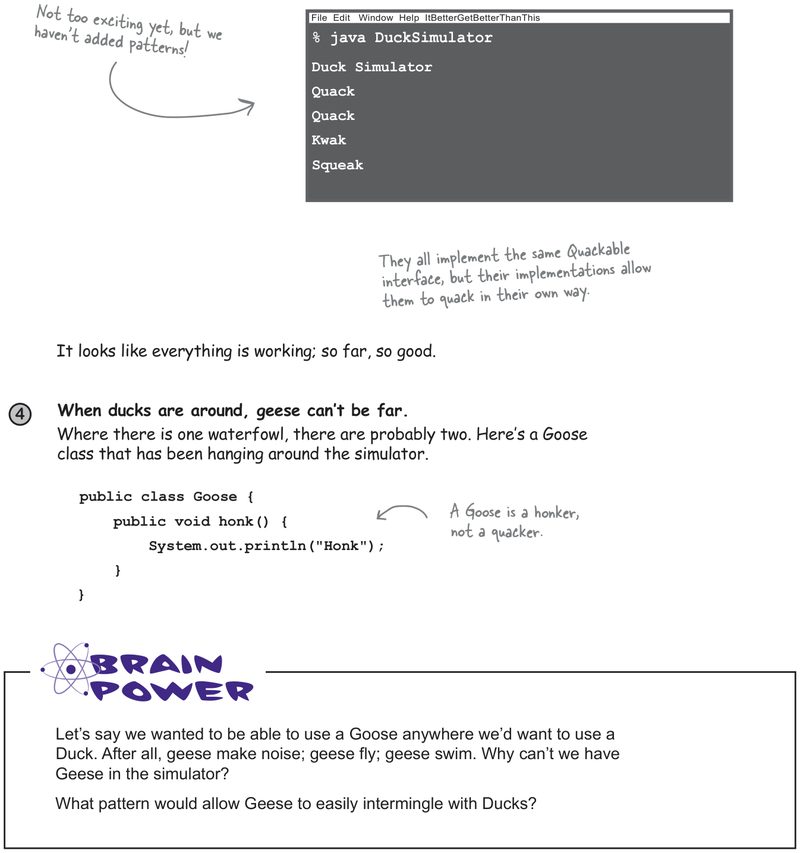 Not too exciting yet, but we
haven't added patterns!
File Edit Window Help ItBetterGetBetterThanThis
% java DuckSimulator
Duck Simulator
Quack
Quack
Kwak
Squeak
They all implement the same Quackable
interface, but their implementations allow
them to quack in their own way.
It looks like everything is working; so far, so good.
4 When ducks are around, geese can't be far.
Where there is one waterfowl, there are probably two. Here's a Goose
class that has been hanging around the simulator.
public class Goose {
    public void honk() {
        System.out.println("Honk");
    }
}
A Goose is a honker,
not a quacker.
BRAIN
POWER
Let's say we wanted to be able to use a Goose anywhere we'd want to use a
Duck. After all, geese make noise; geese fly; geese swim. Why can't we have
Geese in the simulator?
What pattern would allow Geese to easily intermingle with Ducks?